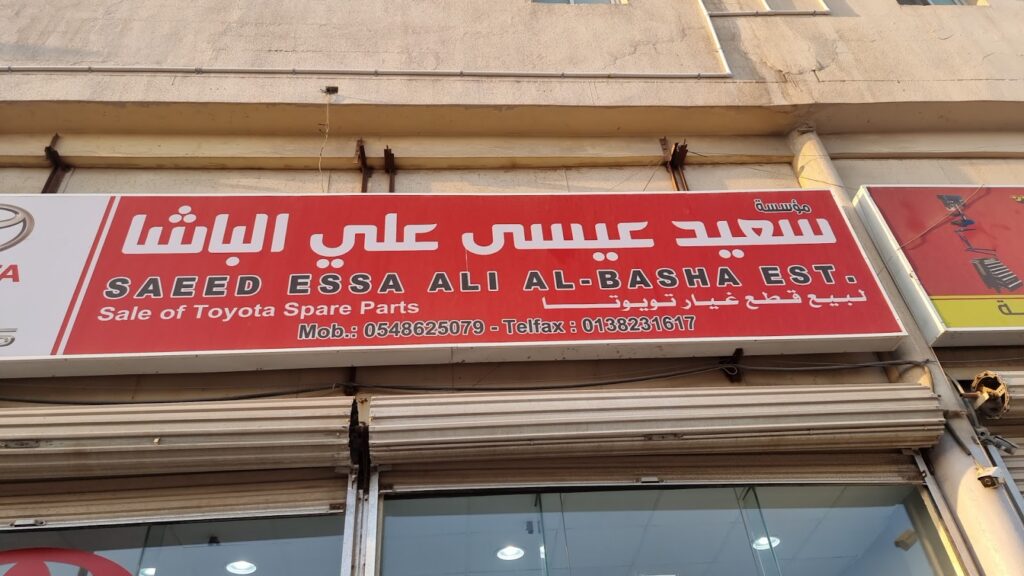 مؤسسة
سعيد عيسى علي الباشا
SAEED ESSA ALI AL-BASHA EST.
Sale of Toyota Spare Parts
لبيع قطع غيار تويوتا
Mob.: 0548625079 - Telfax : 0138231617